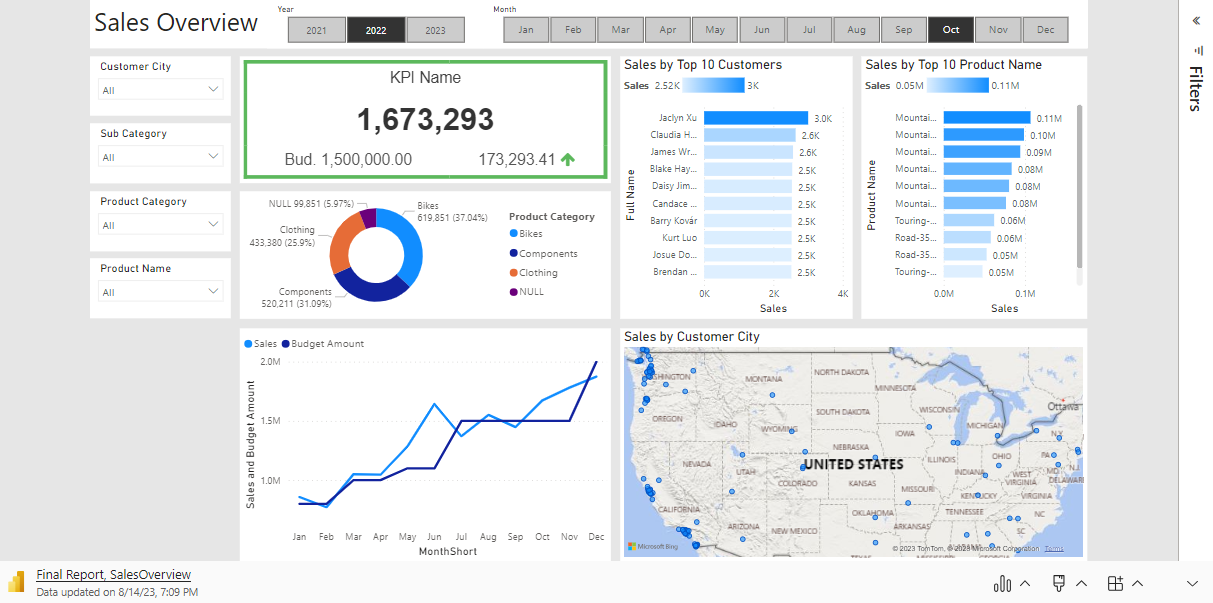 Sales Overview
Year
2021 2022 2023
Month
Jan Feb Mar Apr May Jun Jul Aug Sep Oct Nov Dec
Filters
Customer City
All
Sub Category
All
Product Category
All
Product Name
All
KPI Name
1,673,293
Bud. 1,500,000.00 173,293.41
NULL 99,851 (5.97%)
Bikes
619,851 (37.04%)
Clothing
433,380 (25.9%)
Components
520,211 (31.09%)
Product Category
Bikes
Components
Clothing
NULL
Sales by Top 10 Customers
Sales 2.52K 3K
Full Name
Jaclyn Xu 3.0K
Claudia H... 2.6K
James Wr... 2.6K
Blake Hay... 2.5K
Daisy Jim... 2.5K
Candace ... 2.5K
Barry Kovár 2.5K
Kurt Luo 2.5K
Josue Do... 2.5K
Brendan ... 2.5K
0K 2K 4K
Sales
Sales by Top 10 Product Name
Sales 0.05M 0.11M
Product Name
Mountai... 0.11M
Mountai... 0.10M
Mountai... 0.09M
Mountai... 0.08M
Mountai... 0.08M
Mountai... 0.08M
Touring-... 0.06M
Road-35... 0.06M
Road-35... 0.05M
Touring-... 0.05M
0.0M 0.1M
Sales
Sales Budget Amount
Sales and Budget Amount
2.0M
1.5M
1.0M
Jan Feb Mar Apr May Jun Jul Aug Sep Oct Nov Dec
MonthShort
Sales by Customer City
MONTANA
NORTH DAKOTA
MINNESOTA
OREGON
IDAHO
WYOMING
SOUTH DAKOTA
WISCONSIN
MICHIGAN
Ottawa
N.Y.
NEVADA
UTAH
COLORADO
NEBRASKA
IOWA
ILLINOIS
INDIANA
OHIO
PA
N.J.
MD
DELAWAR
UNITED STATES
KANSAS
MISSOURI
KENTUCKY
WEST
VIRGINIA
VIRGINIA
CALIFORNIA
ARIZONA
NEW MEXICO
OKLAHOMA
ARKANSAS
TENNESSEE
NC
SC
Microsoft Bing
© 2023 TomTom, © 2023 Microsoft Corporation Terms
Final Report, SalesOverview
Data updated on 8/14/23, 7:09 PM